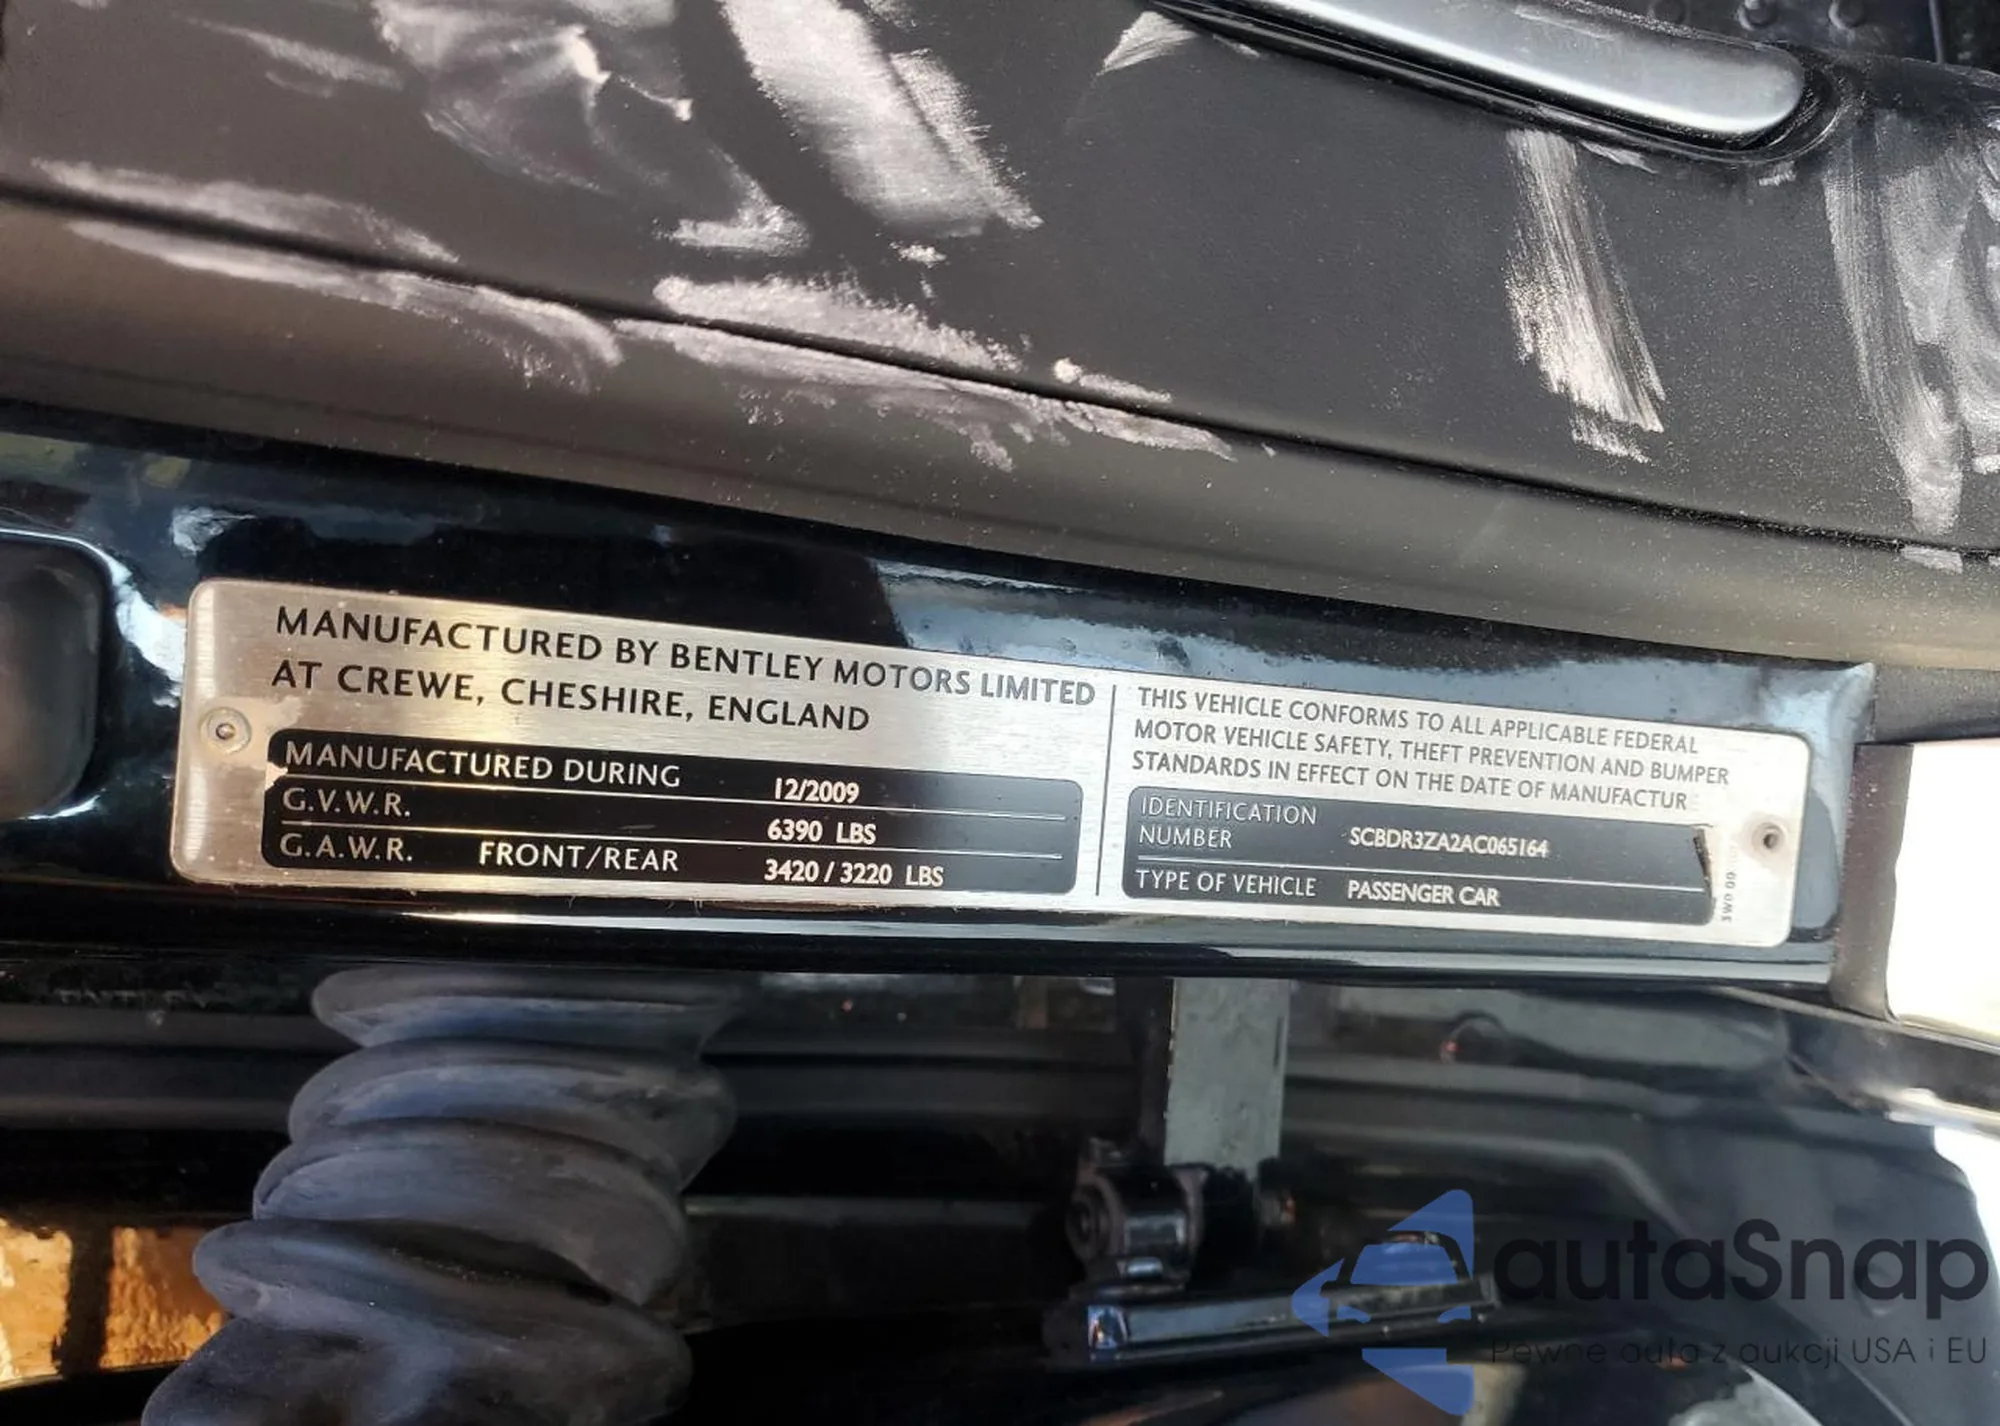 MANUFACTURED BY BENTLEY MOTORS LIMITED
AT CREWE, CHESHIRE, ENGLAND
MANUFACTURED DURING 12/2009
G.V.W.R. 6390 LBS
G.A.W.R. FRONT/REAR 3420 / 3220 LBS
THIS VEHICLE CONFORMS TO ALL APPLICABLE FEDERAL
MOTOR VEHICLE SAFETY, THEFT PREVENTION AND BUMPER
STANDARDS IN EFFECT ON THE DATE OF MANUFACTUR
IDENTIFICATION
NUMBER SCBDR3ZA2AC065164
TYPE OF VEHICLE PASSENGER CAR
3W0 00
autaSnap
Pewne auta z aukcji USA i EU